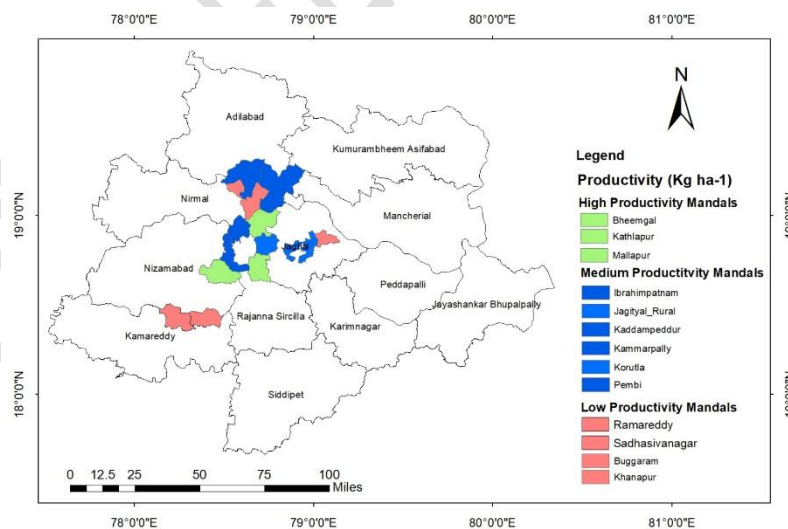 78°0'0"E 79°0'0"E 80°0'0"E 81°0'0"E
N
Adilabad
Kumurambheem Asifabad
Legend
Productivity (Kg ha-1)
Nirmal
High Productivity Mandals
Mancherial
Bheemgal
19°0'0"N
Kathlapur
Jagtial
Mallapur
Nizamabad
Medium Productitvity Mandals
Peddapalli
Ibrahimpatnam
Jayashankar Bhupalpally
Jagityal_Rural
Rajanna Sircilla
Karimnagar
Kaddampeddur
Kamareddy
Kammarpally
Korutla
Pembi
18°0'0"N
Siddipet
Low Productivity Mandals
Ramareddy
Sadhasivanagar
Buggaram
Khanapur
0 12.5 25 50 75 100
Miles
78°0'0"E 79°0'0"E 80°0'0"E 81°0'0"E